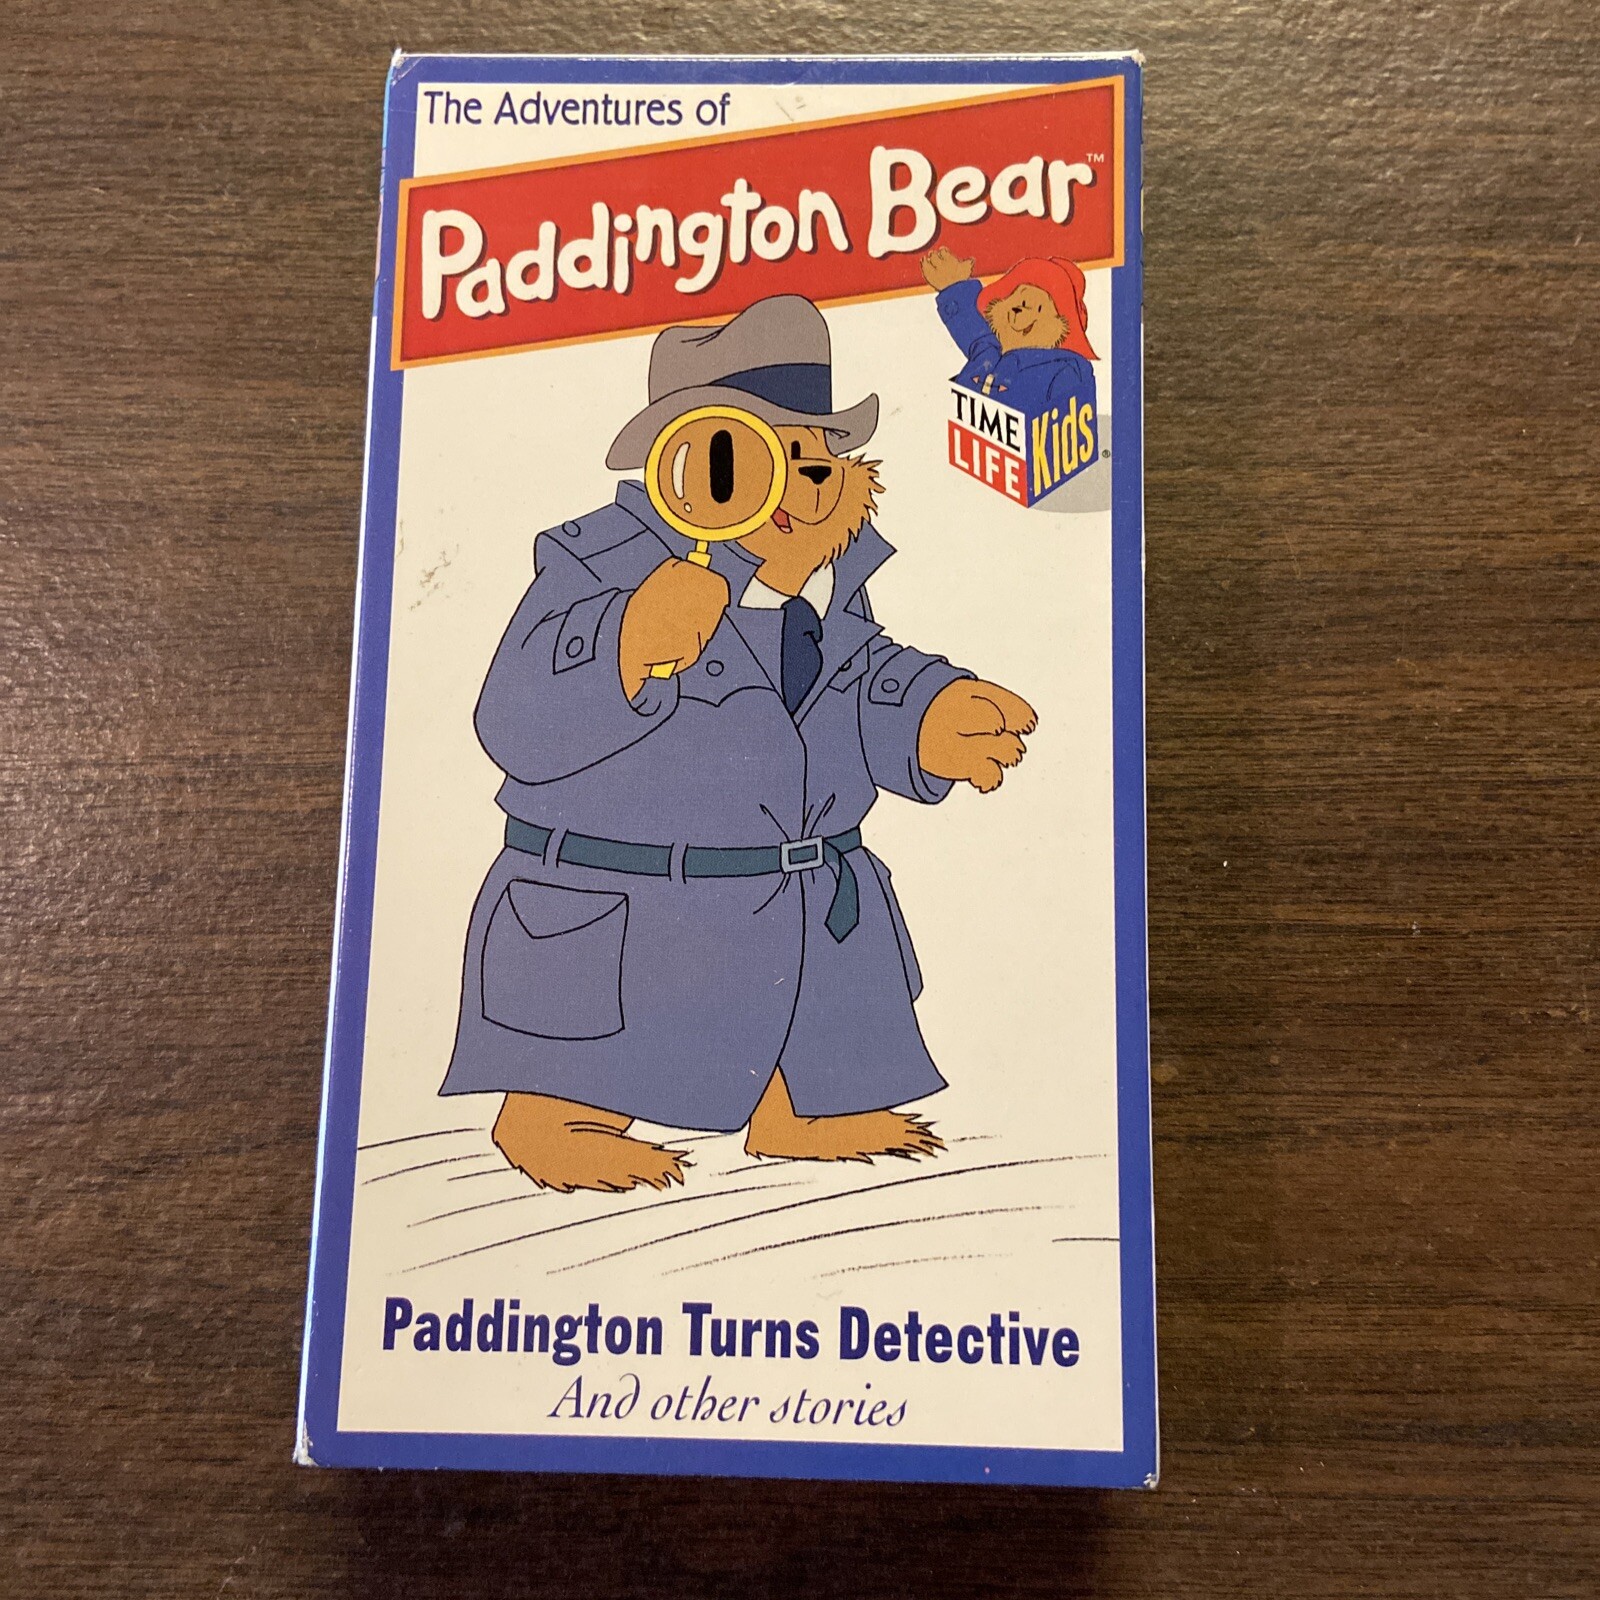 The Adventures of
Paddington Bear™
TIME
LIFE
Kids®
Paddington Turns Detective
And other stories